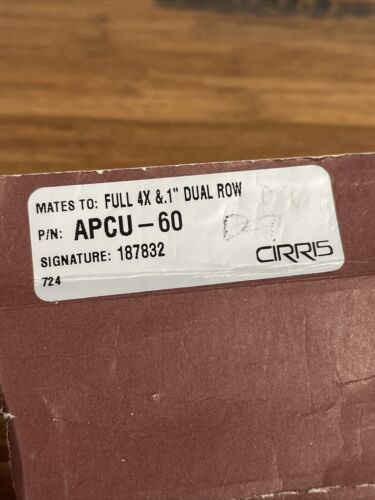 MATES TO: FULL 4X &.1" DUAL ROW
P/N: APCU-60
SIGNATURE: 187832
CIRRIS
724